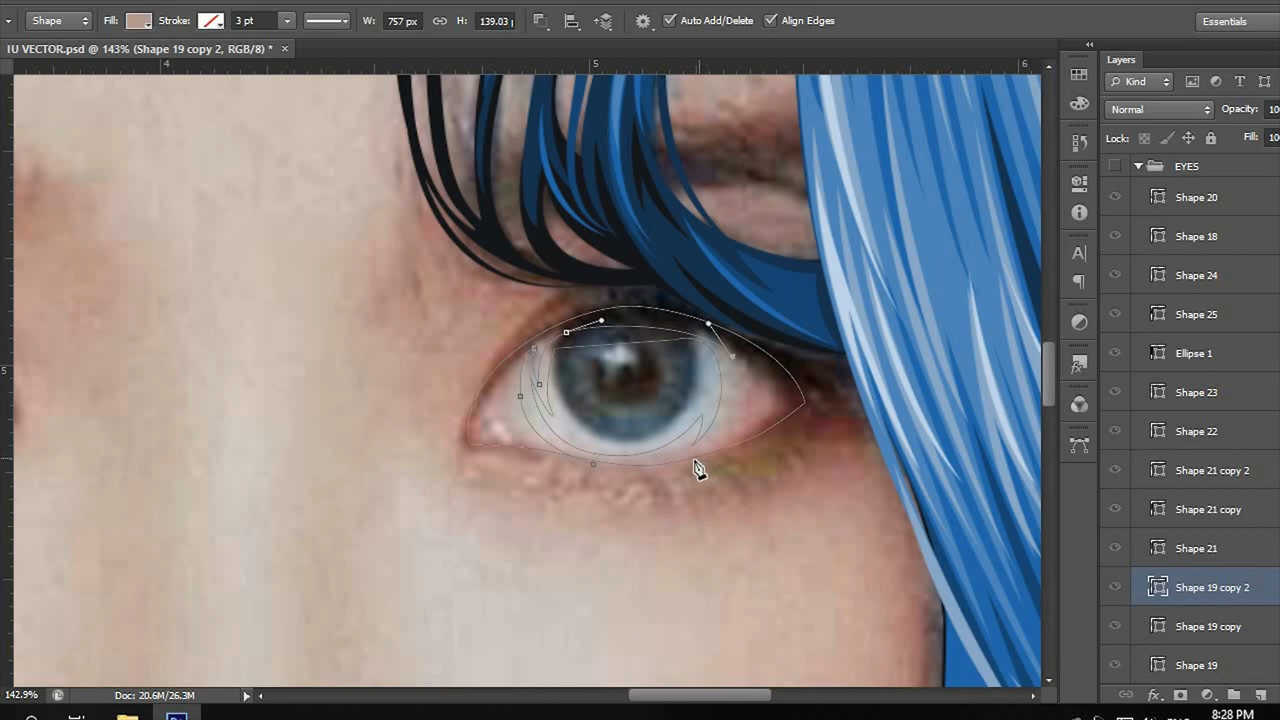 Shape Fill: Stroke: 3 pt W: 757 px H: 139.03 Auto Add/Delete Align Edges Essentials
IU VECTOR.psd @ 143% (Shape 19 copy 2, RGB/8) * ×
4 5 6
5
Layers
Kind
Normal Opacity: 10
Lock: Fill: 10
EYES
Shape 20
Shape 18
Shape 24
Shape 25
Ellipse 1
Shape 23
Shape 22
Shape 21 copy 2
Shape 21 copy
Shape 21
Shape 19 copy 2
Shape 19 copy
Shape 19
142.9% Doc: 20.6M/26.3M
8:28 PM